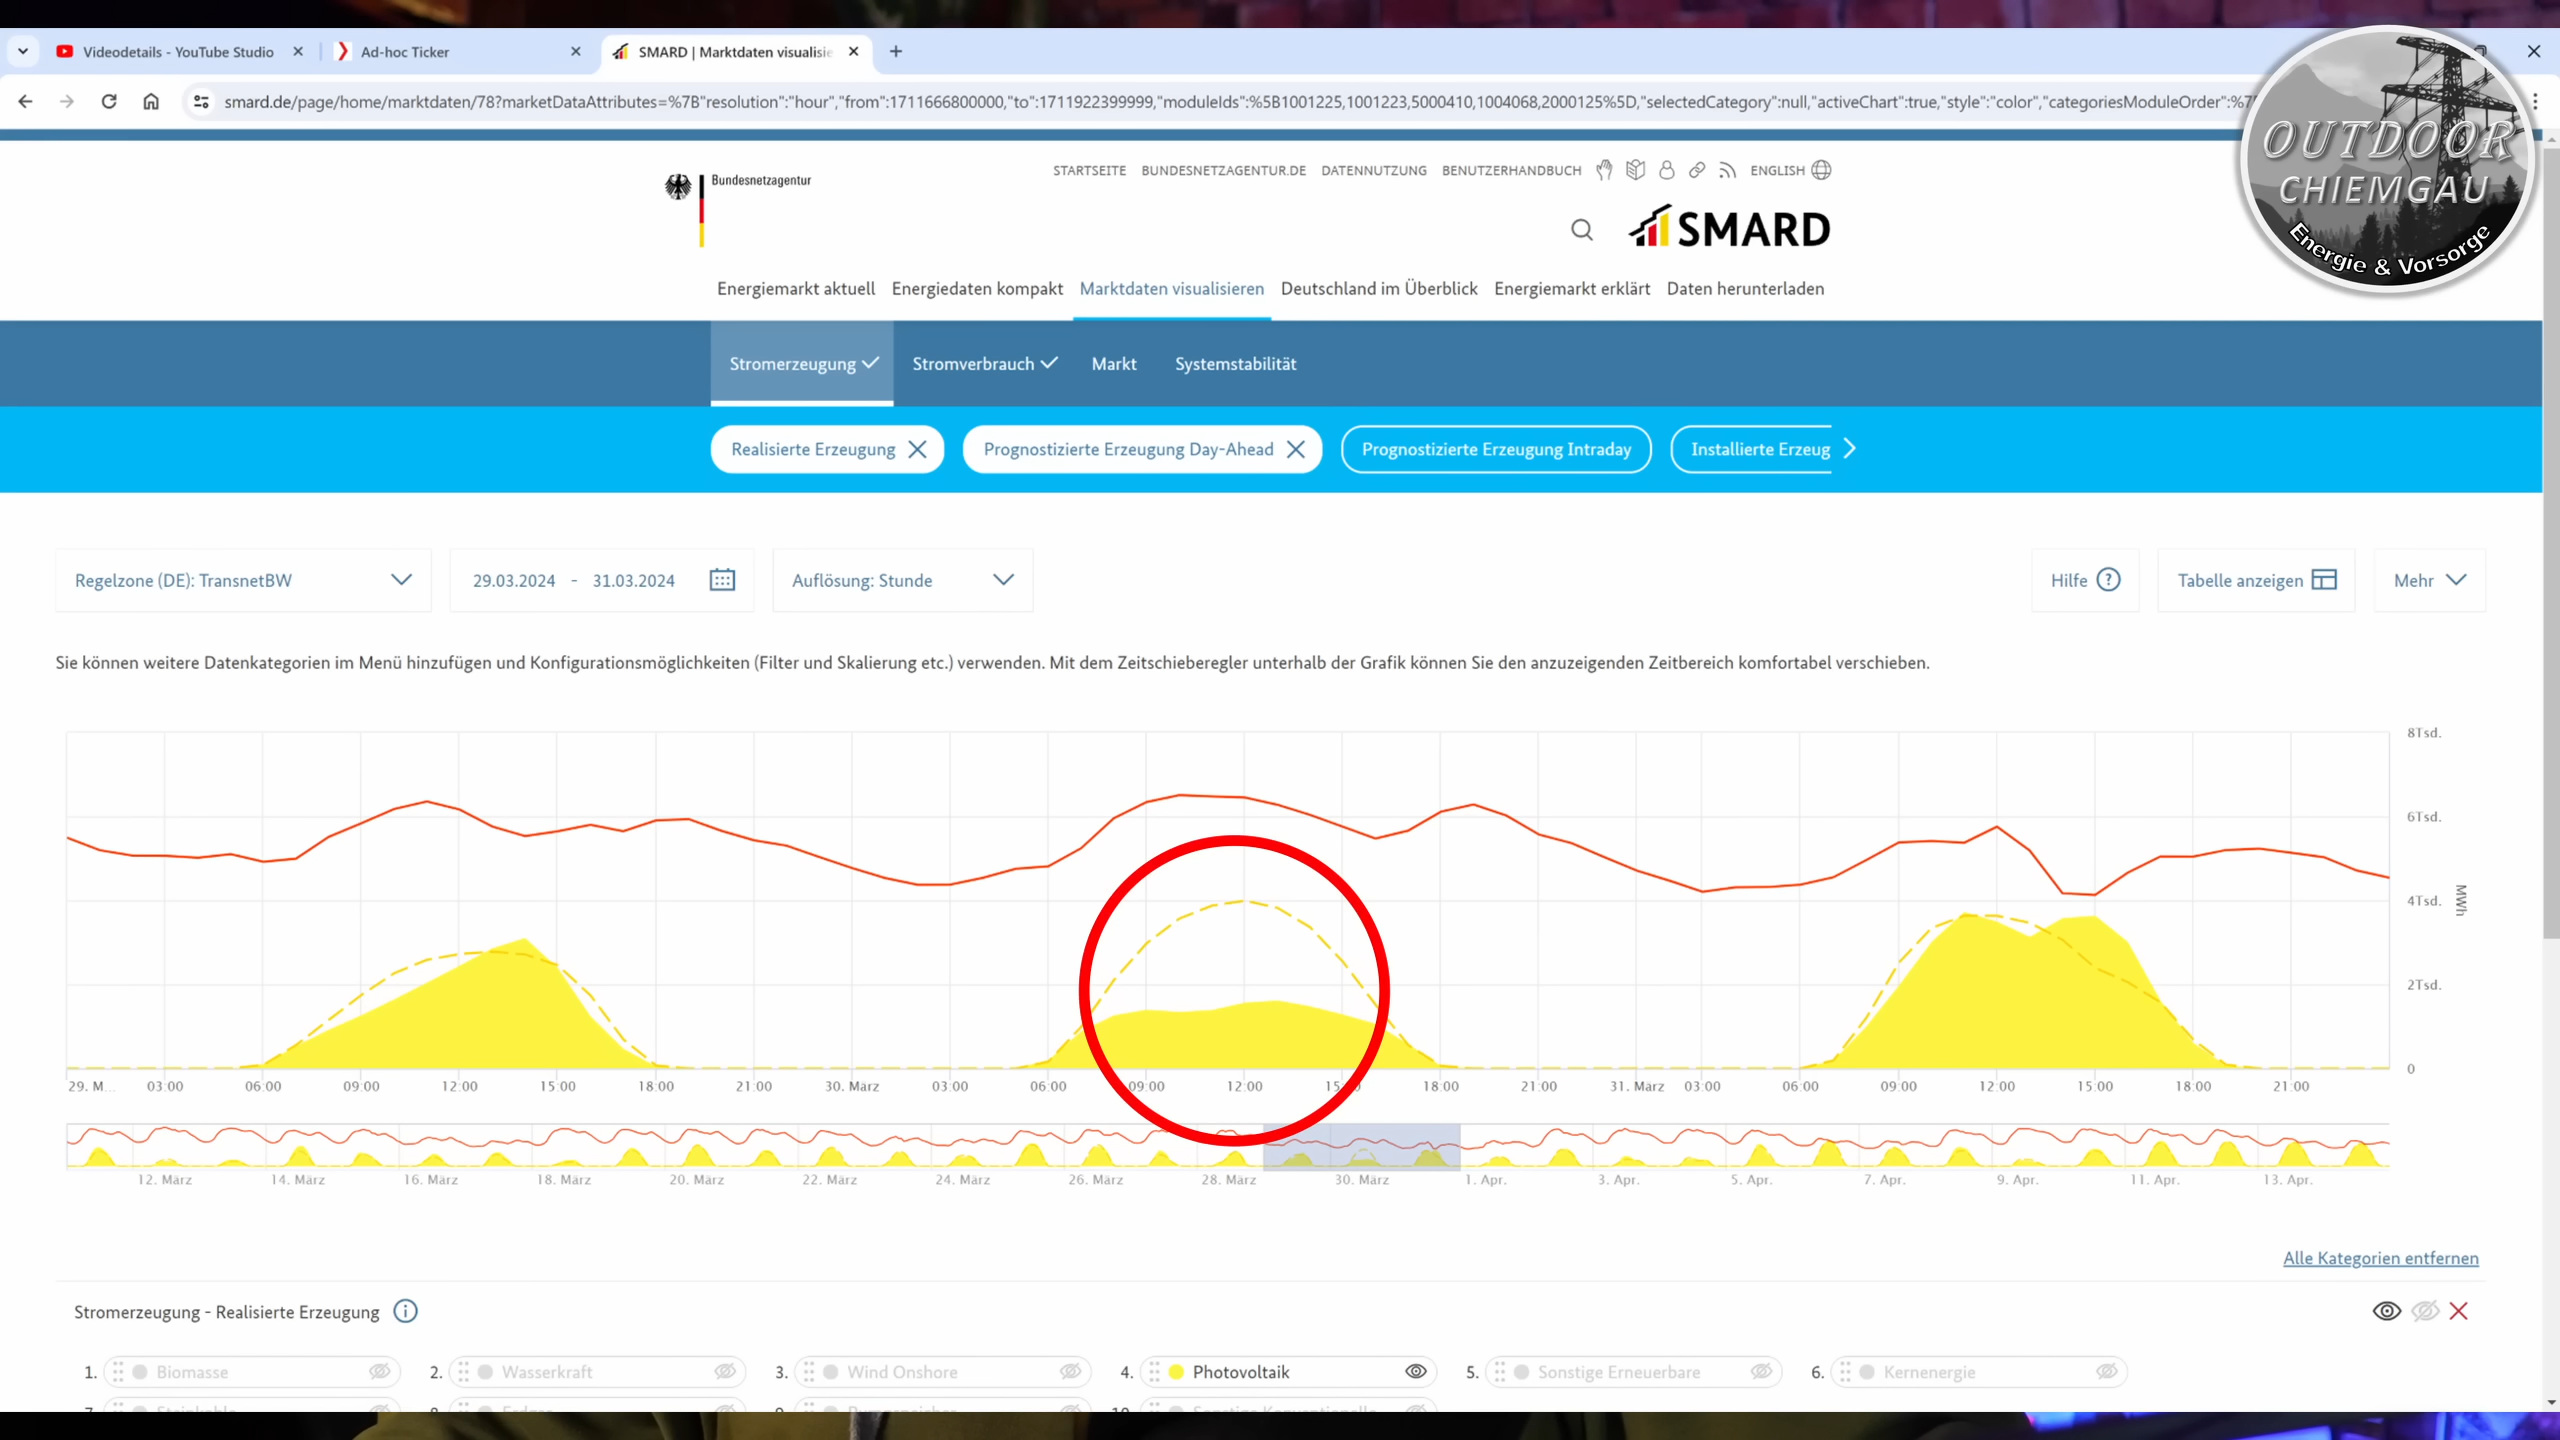 Videodetails - YouTube Studio
Ad-hoc Ticker
SMARD | Marktdaten visualisie
smard.de/page/home/marktdaten/78?marketDataAttributes=%7B"resolution":"hour","from":1711666800000,"to":1711922399999,"moduleIds":%5B1001225,1001223,5000410,1004068,2000125%5D,"selectedCategory":null,"activeChart":true,"style":"color","categoriesModuleOrder":%7
OUTDOOR
CHIEMGAU
Energie & Vorsorge
Bundesnetzagentur
STARTSEITE BUNDESNETZAGENTUR.DE DATENNUTZUNG BENUTZERHANDBUCH ENGLISH
SMARD
Energiemarkt aktuell Energiedaten kompakt Marktdaten visualisieren Deutschland im Überblick Energiemarkt erklärt Daten herunterladen
Stromerzeugung Stromverbrauch Markt Systemstabilität
Realisierte Erzeugung Prognostizierte Erzeugung Day-Ahead Prognostizierte Erzeugung Intraday Installierte Erzeug
Regelzone (DE): TransnetBW 29.03.2024 - 31.03.2024 Auflösung: Stunde Hilfe ? Tabelle anzeigen Mehr
Sie können weitere Datenkategorien im Menü hinzufügen und Konfigurationsmöglichkeiten (Filter und Skalierung etc.) verwenden. Mit dem Zeitschieberegler unterhalb der Grafik können Sie den anzuzeigenden Zeitbereich komfortabel verschieben.
8Tsd.
6Tsd.
4Tsd.
MWh
2Tsd.
0
29. M... 03:00 06:00 09:00 12:00 15:00 18:00 21:00 30. März 03:00 06:00 09:00 12:00 18:00 21:00 31. März 03:00 06:00 09:00 12:00 15:00 18:00 21:00
12. März 14. März 16. März 18. März 20. März 22. März 24. März 26. März 28. März 30. März 1. Apr. 3. Apr. 5. Apr. 7. Apr. 9. Apr. 11. Apr. 13. Apr.
Alle Kategorien entfernen
Stromerzeugung - Realisierte Erzeugung
1. Biomasse 2. Wasserkraft 3. Wind Onshore 4. Photovoltaik 5. Sonstige Erneuerbare 6. Kernenergie